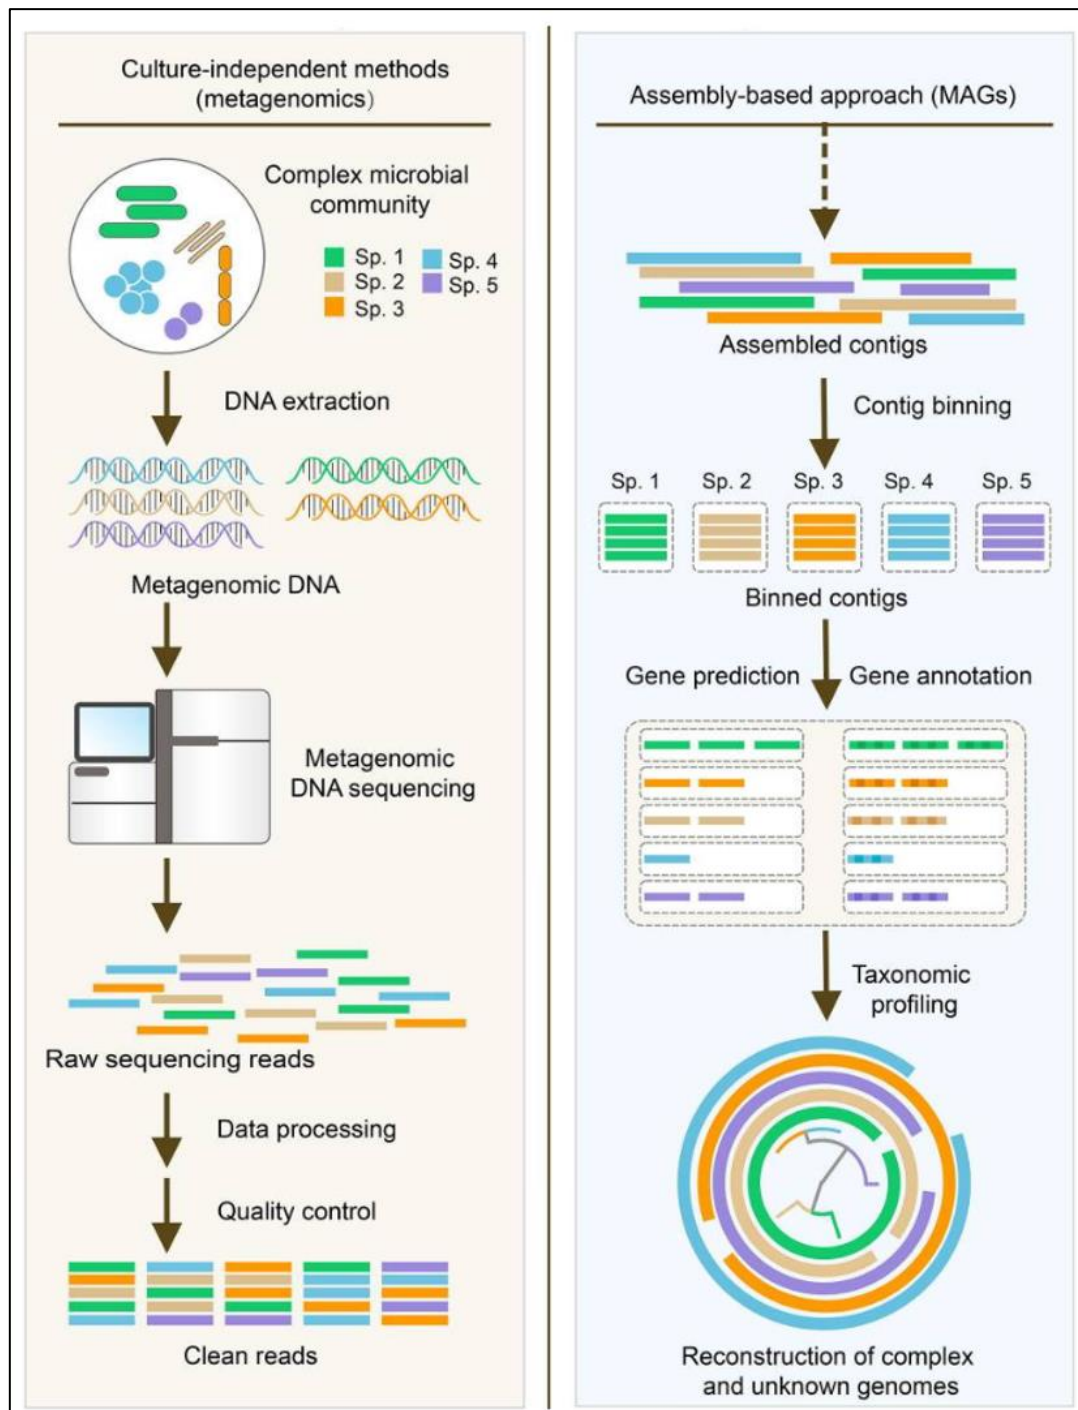 Culture-independent methods
(metagenomics)
Complex microbial
community
Sp. 1
Sp. 2
Sp. 3
Sp. 4
Sp. 5
DNA extraction
Metagenomic DNA
Metagenomic
DNA sequencing
Raw sequencing reads
Data processing
Quality control
Clean reads
Assembly-based approach (MAGs)
Assembled contigs
Contig binning
Sp. 1 Sp. 2 Sp. 3 Sp. 4 Sp. 5
Binned contigs
Gene prediction Gene annotation
Taxonomic
profiling
Reconstruction of complex
and unknown genomes